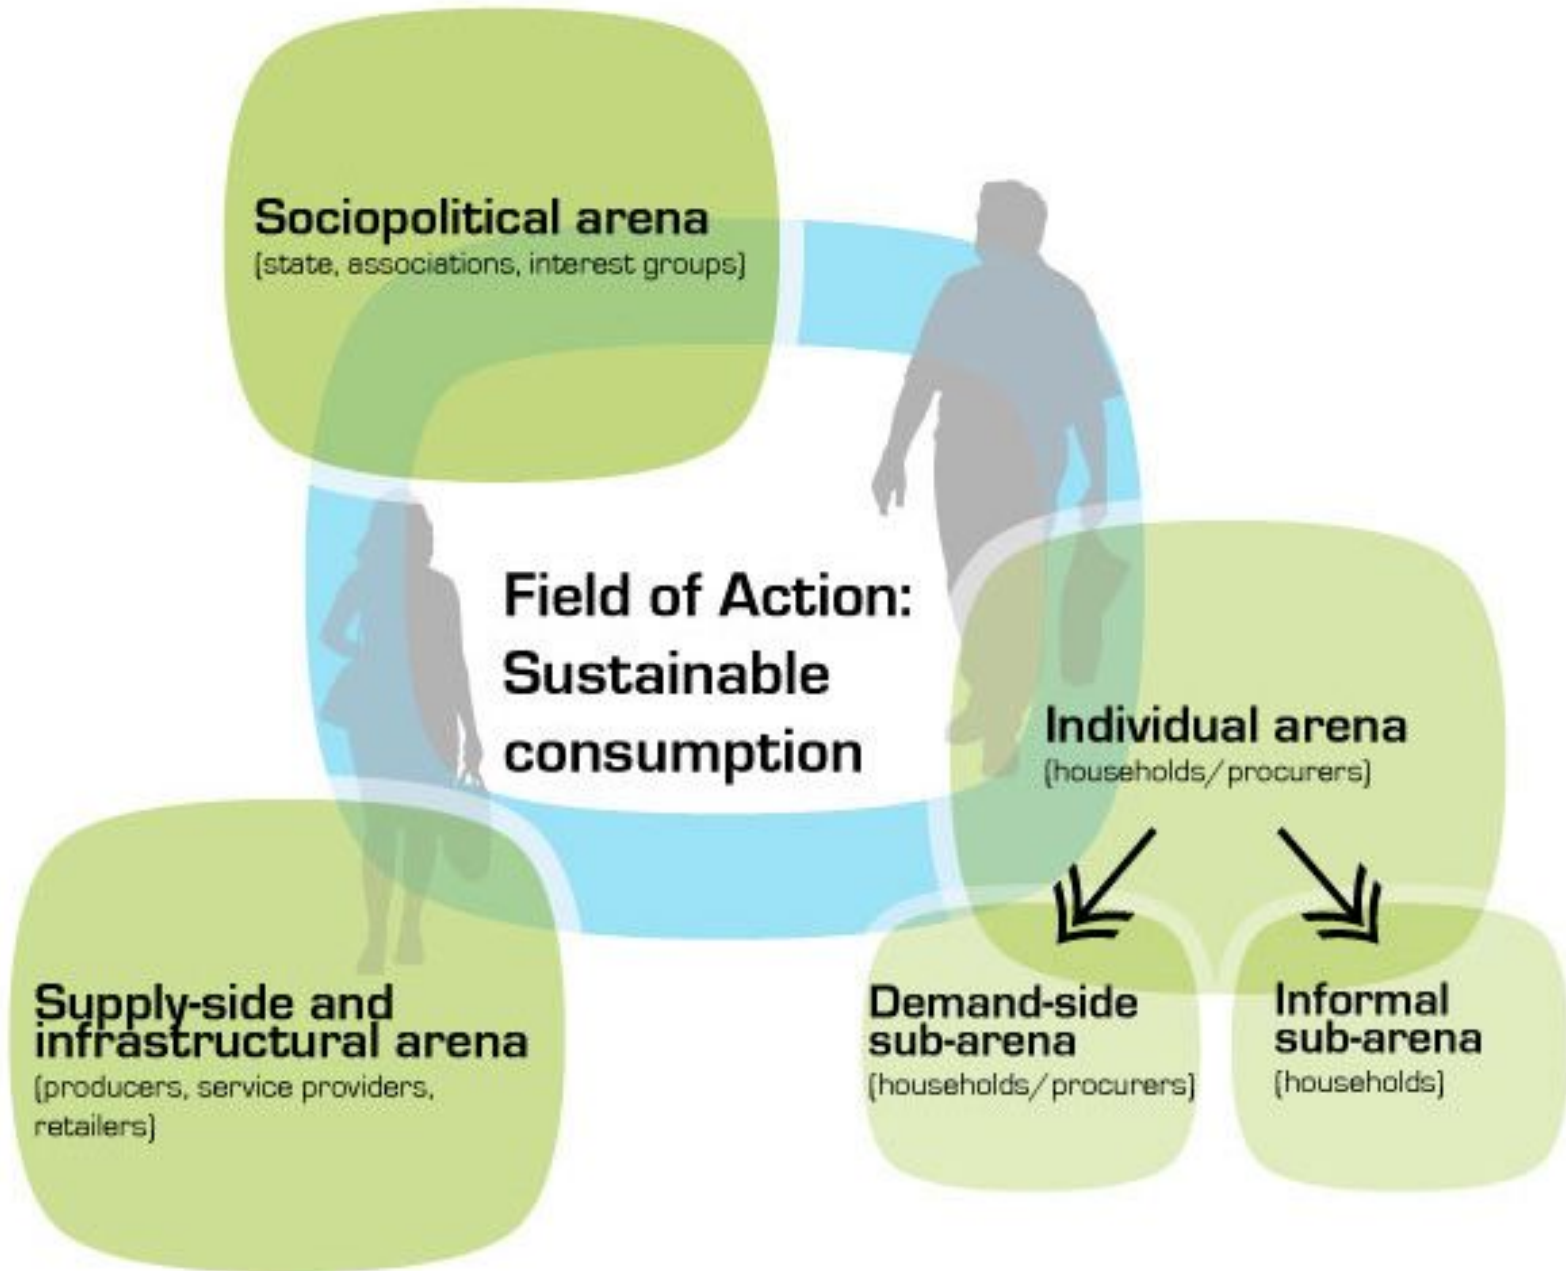 Sociopolitical arena
(state, associations, interest groups)
Field of Action:
Sustainable
consumption
Individual arena
(households/procurers)
Supply-side and
infrastructural arena
(producers, service providers,
retailers)
Demand-side
sub-arena
(households/procurers)
Informal
sub-arena
(households)